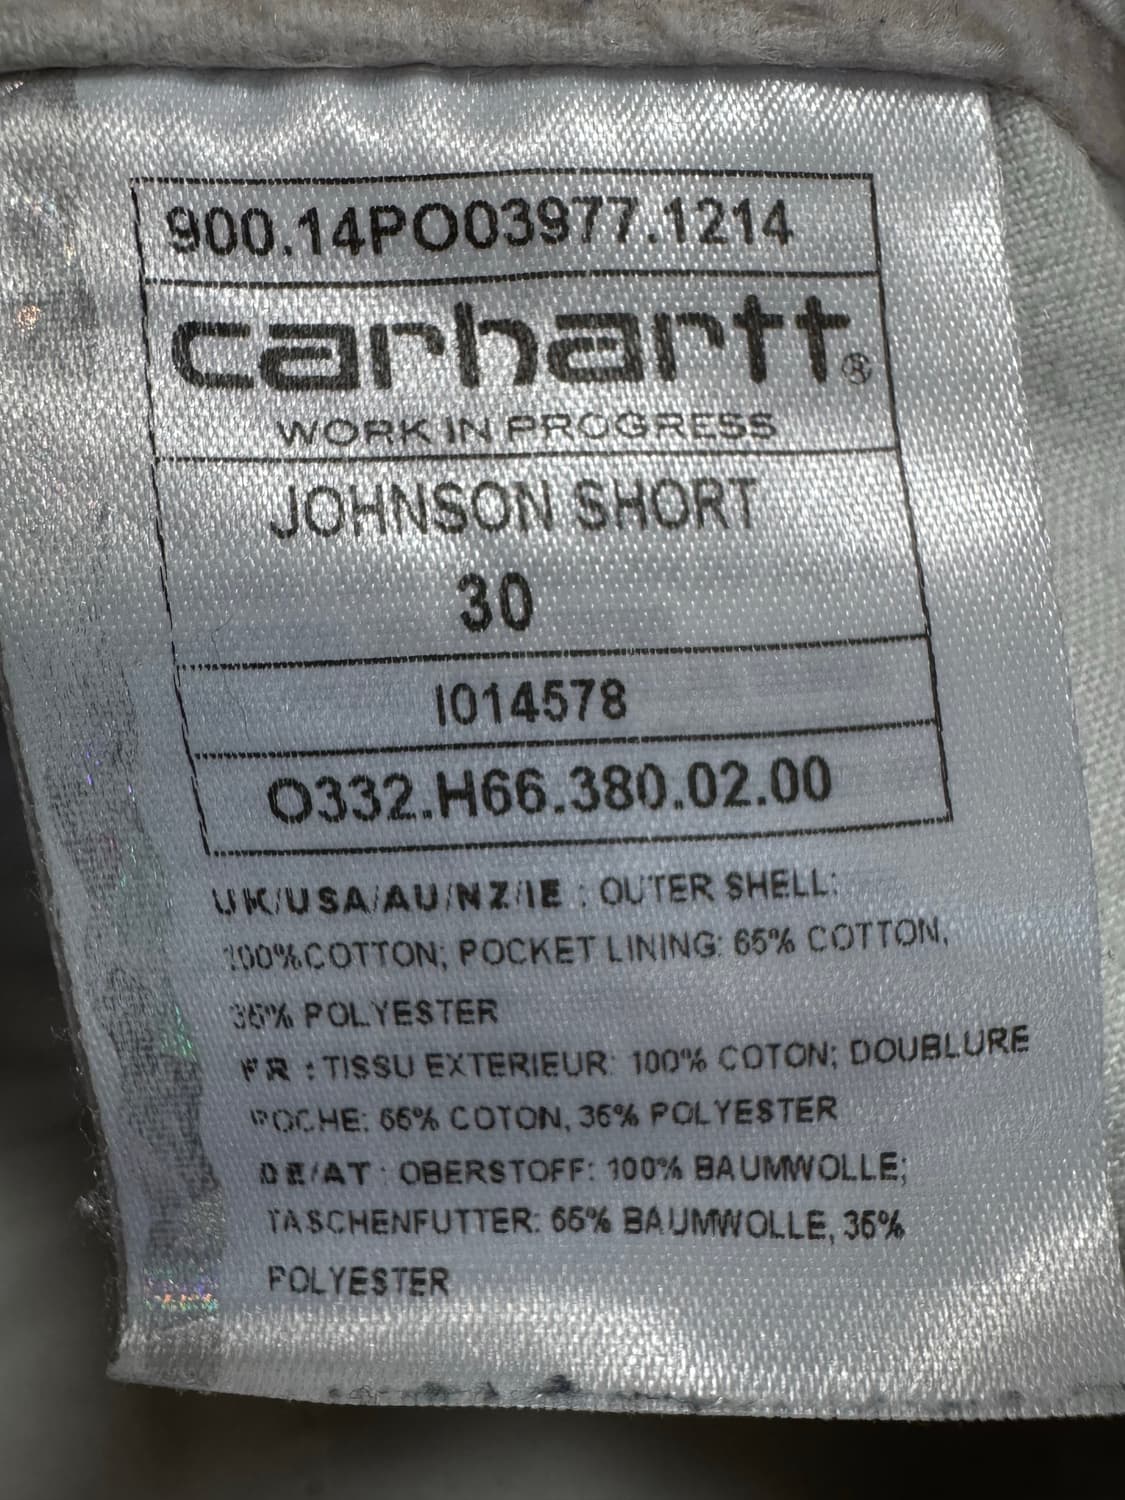 900.14PO03977.1214
carhartt®
WORK IN PROGRESS
JOHNSON SHORT
30
I014578
O332.H66.380.02.00
UK/USA/AU/NZ/IE : OUTER SHELL:
100%COTTON; POCKET LINING: 65% COTTON,
35% POLYESTER
FR : TISSU EXTERIEUR: 100% COTON; DOUBLURE
POCHE: 65% COTON, 35% POLYESTER
DE/AT : OBERSTOFF: 100% BAUMWOLLE;
TASCHENFUTTER: 65% BAUMWOLLE, 35%
POLYESTER